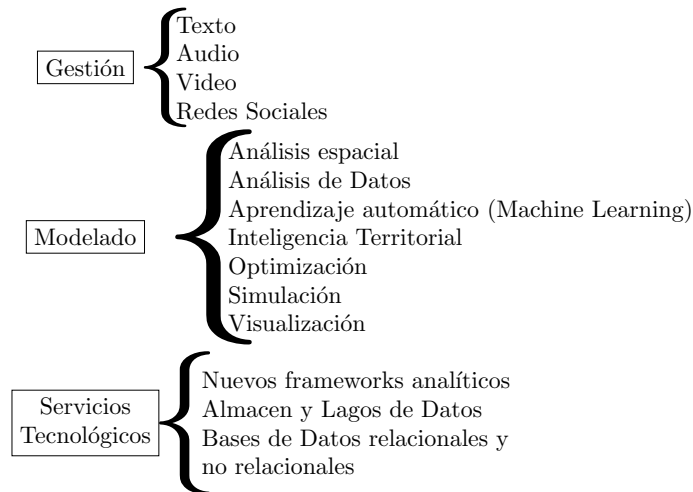 Gestión
Texto
Audio
Video
Redes Sociales
Modelado
Análisis espacial
Análisis de Datos
Aprendizaje automático (Machine Learning)
Inteligencia Territorial
Optimización
Simulación
Visualización
Servicios
Tecnológicos
Nuevos frameworks analíticos
Almacen y Lagos de Datos
Bases de Datos relacionales y
no relacionales